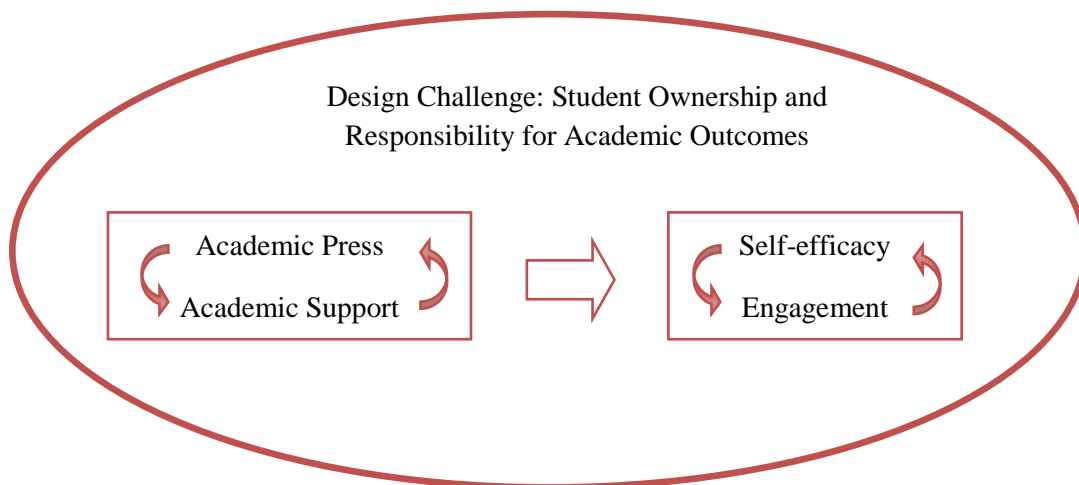 Design Challenge: Student Ownership and
Responsibility for Academic Outcomes
Academic Press
Academic Support
Self-efficacy
Engagement